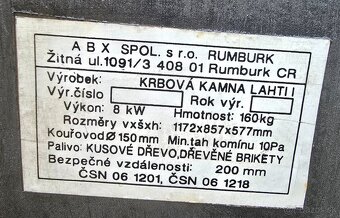 A B X SPOL. s r.o. RUMBURK
Žitná ul.1091/3 408 01 Rumburk CR
Výrobek: KRBOVÁ KAMNA LAHTI I
Výr.číslo Rok výr.
Výkon: 8 kW Hmotnost: 160kg
Rozměry vxšxh: 1172x857x577mm
Kouřovod Ø 150mm Min.tah komínu 10Pa
Palivo: KUSOVÉ DŘEVO,DŘEVĚNÉ BRIKETY
Bezpečné vzdálenosti: 200 mm
ČSN 06 1201, ČSN 06 1218